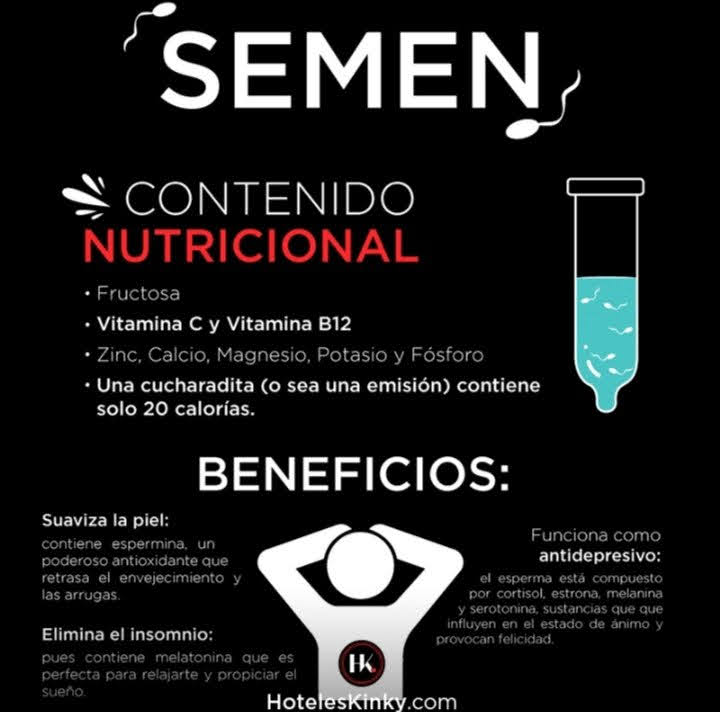 SEMEN
CONTENIDO
NUTRICIONAL
• Fructosa
• Vitamina C y Vitamina B12
• Zinc, Calcio, Magnesio, Potasio y Fósforo
• Una cucharadita (o sea una emisión) contiene
solo 20 calorías.
BENEFICIOS:
Suaviza la piel:
contiene espermina, un
poderoso antioxidante que
retrasa el envejecimiento y
las arrugas.
Elimina el insomnio:
pues contiene melatonina que es
perfecta para relajarte y propiciar el
sueño.
Funciona como
antidepresivo:
el esperma está compuesto
por cortisol, estrona, melanina
y serotonina, sustancias que que
influyen en el estado de ánimo y
provocan felicidad.
HK
HotelesKinky.com